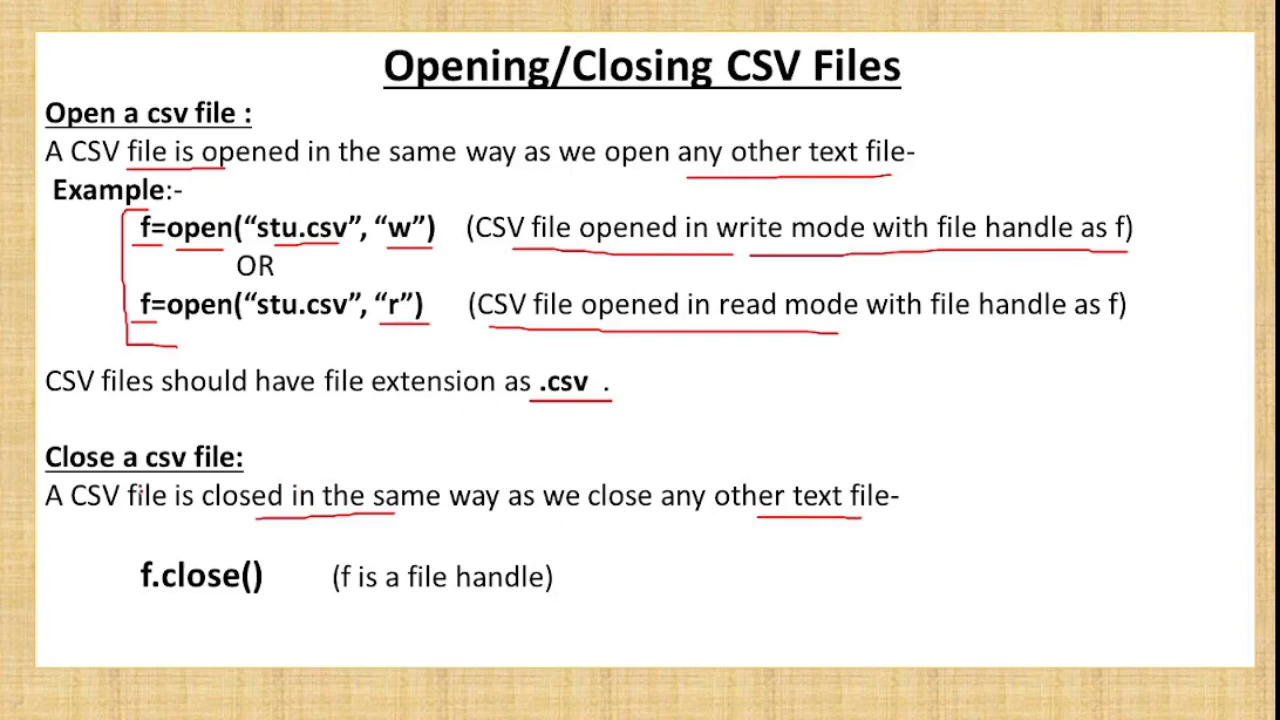 Opening/Closing CSV Files
Open a csv file :
A CSV file is opened in the same way as we open any other text file-
Example:-
f=open(“stu.csv”, “w”) (CSV file opened in write mode with file handle as f)
OR
f=open(“stu.csv”, “r”) (CSV file opened in read mode with file handle as f)
CSV files should have file extension as .csv .
Close a csv file:
A CSV file is closed in the same way as we close any other text file-
f.close() (f is a file handle)